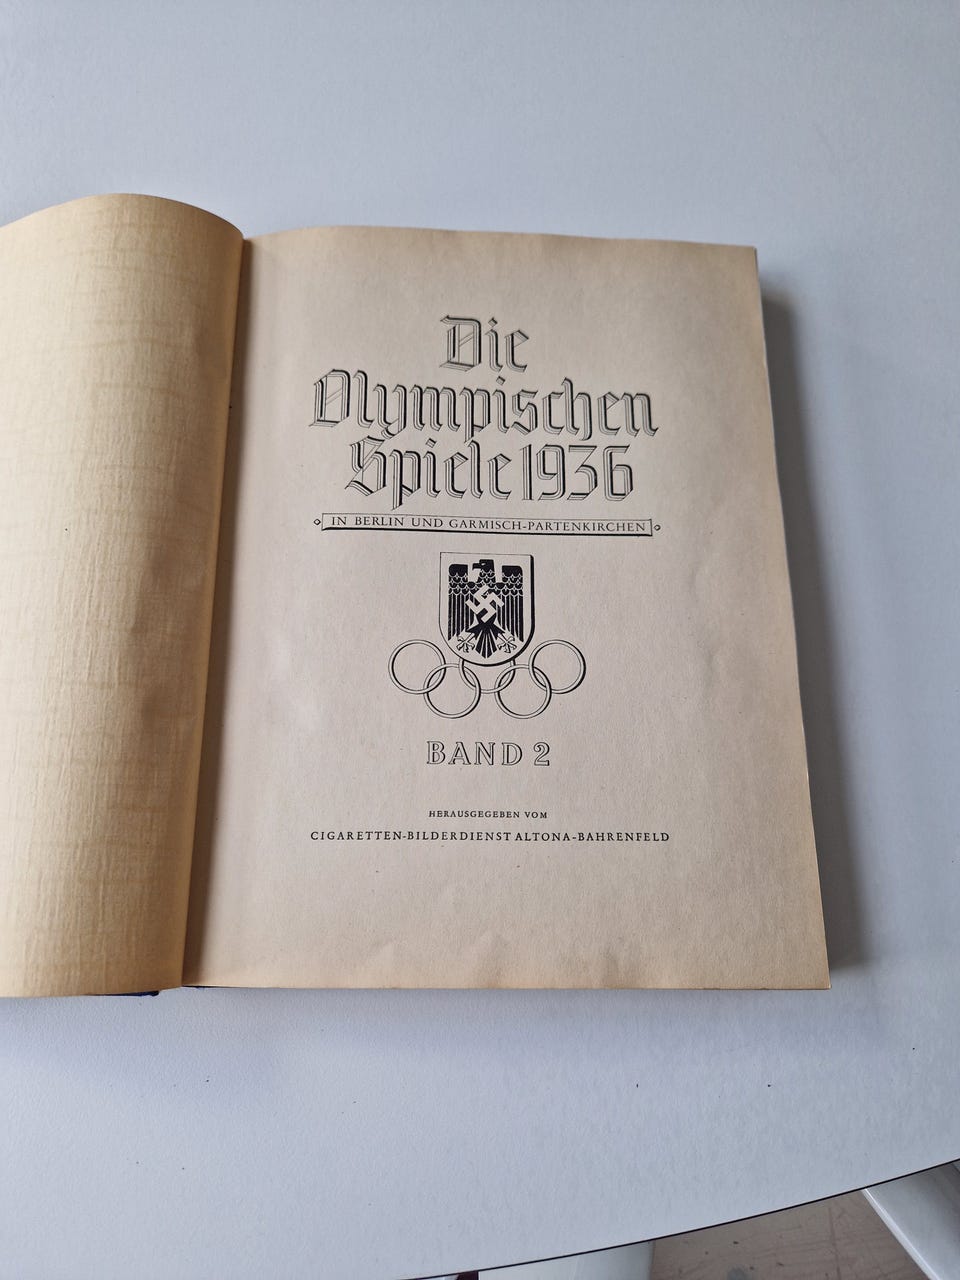 Die
Olympischen
Spiele 1936
IN BERLIN UND GARMISCH-PARTENKIRCHEN
BAND 2
HERAUSGEGEBEN VOM
CIGARETTEN-BILDERDIENST ALTONA-BAHRENFELD